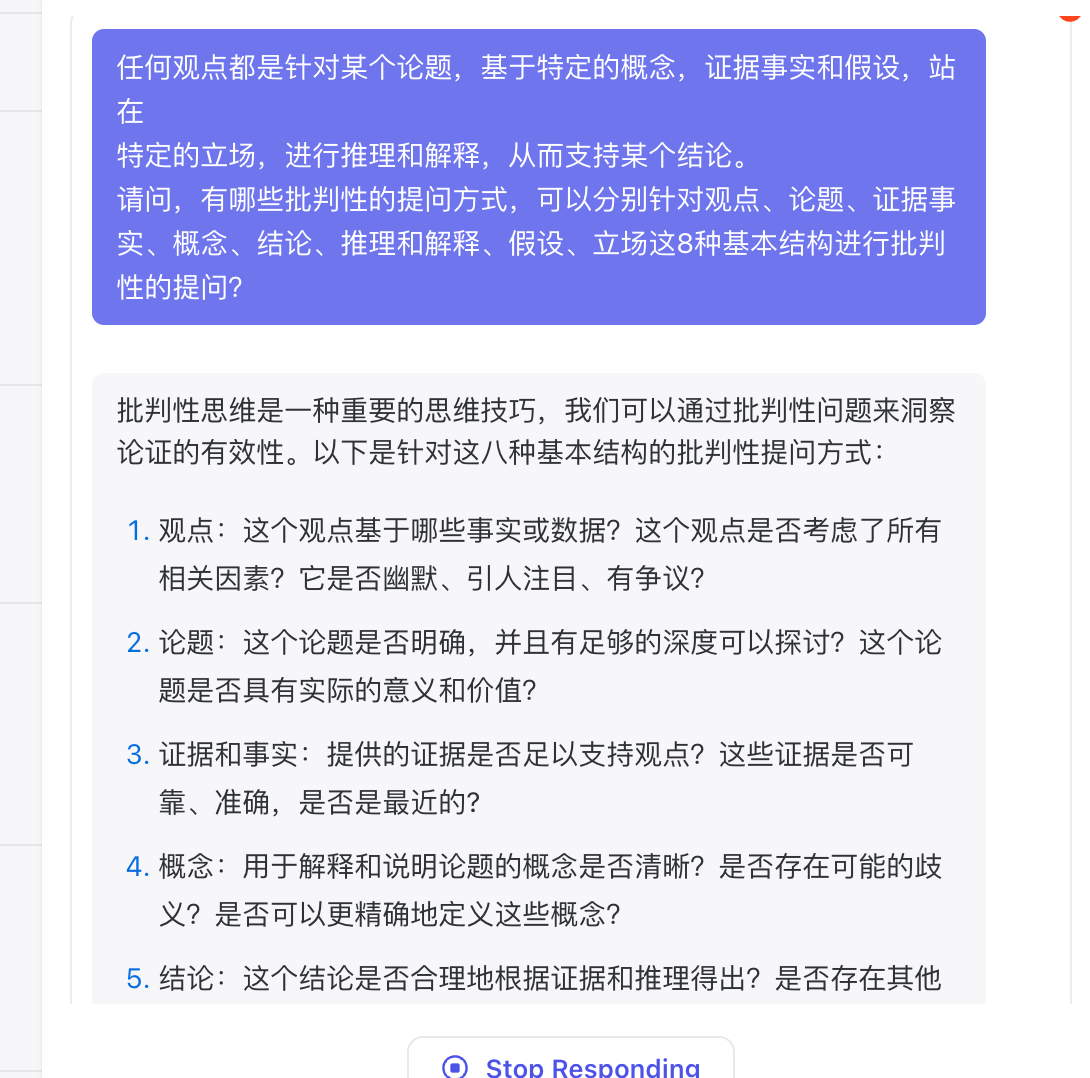 任何观点都是针对某个论题，基于特定的概念，证据事实和假设，站
在
特定的立场，进行推理和解释，从而支持某个结论。
请问，有哪些批判性的提问方式，可以分别针对观点、论题、证据事
实、概念、结论、推理和解释、假设、立场这8种基本结构进行批判
性的提问？
批判性思维是一种重要的思维技巧，我们可以通过批判性问题来洞察
论证的有效性。以下是针对这八种基本结构的批判性提问方式：
1. 观点：这个观点基于哪些事实或数据？这个观点是否考虑了所有
相关因素？它是否幽默、引人注目、有争议？
2. 论题：这个论题是否明确，并且有足够的深度可以探讨？这个论
题是否具有实际的意义和价值？
3. 证据和事实：提供的证据是否足以支持观点？这些证据是否可
靠、准确，是否是最近的？
4. 概念：用于解释和说明论题的概念是否清晰？是否存在可能的歧
义？是否可以更精确地定义这些概念？
5. 结论：这个结论是否合理地根据证据和推理得出？是否存在其他
Stop Responding